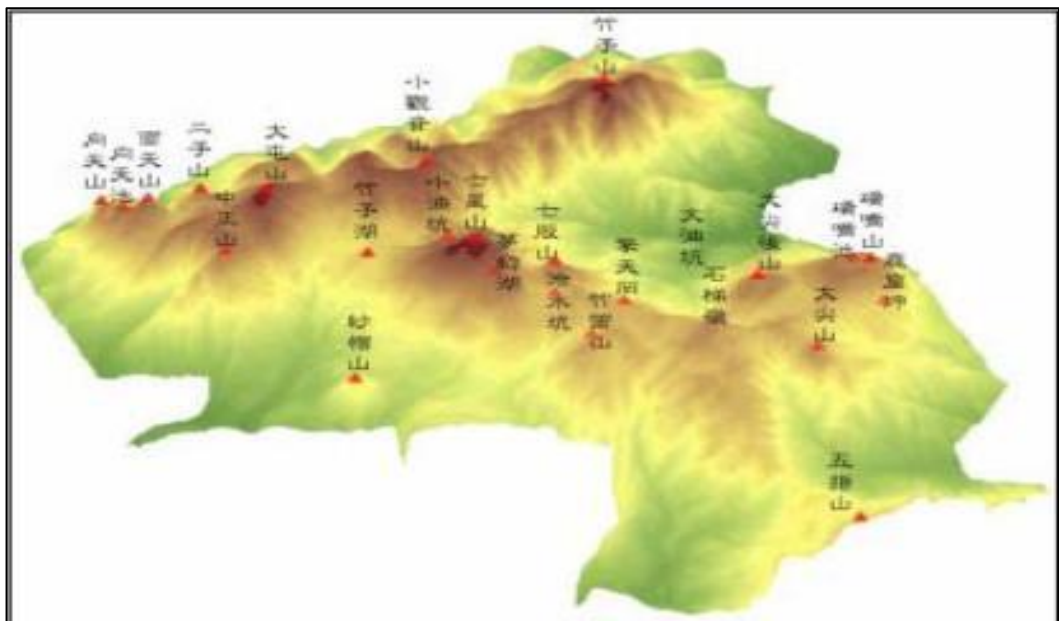 竹子山
小觀音山
大屯山
二子山
面天山
向天池
向天山
中正山
竹子湖
小油坑
七星山
夢幻湖
七股山
冷水坑
竹篙山
擎天崗
大油坑
石梯嶺
大尖後山
磺嘴池
磺嘴山
大尖山
紗帽山
五指山